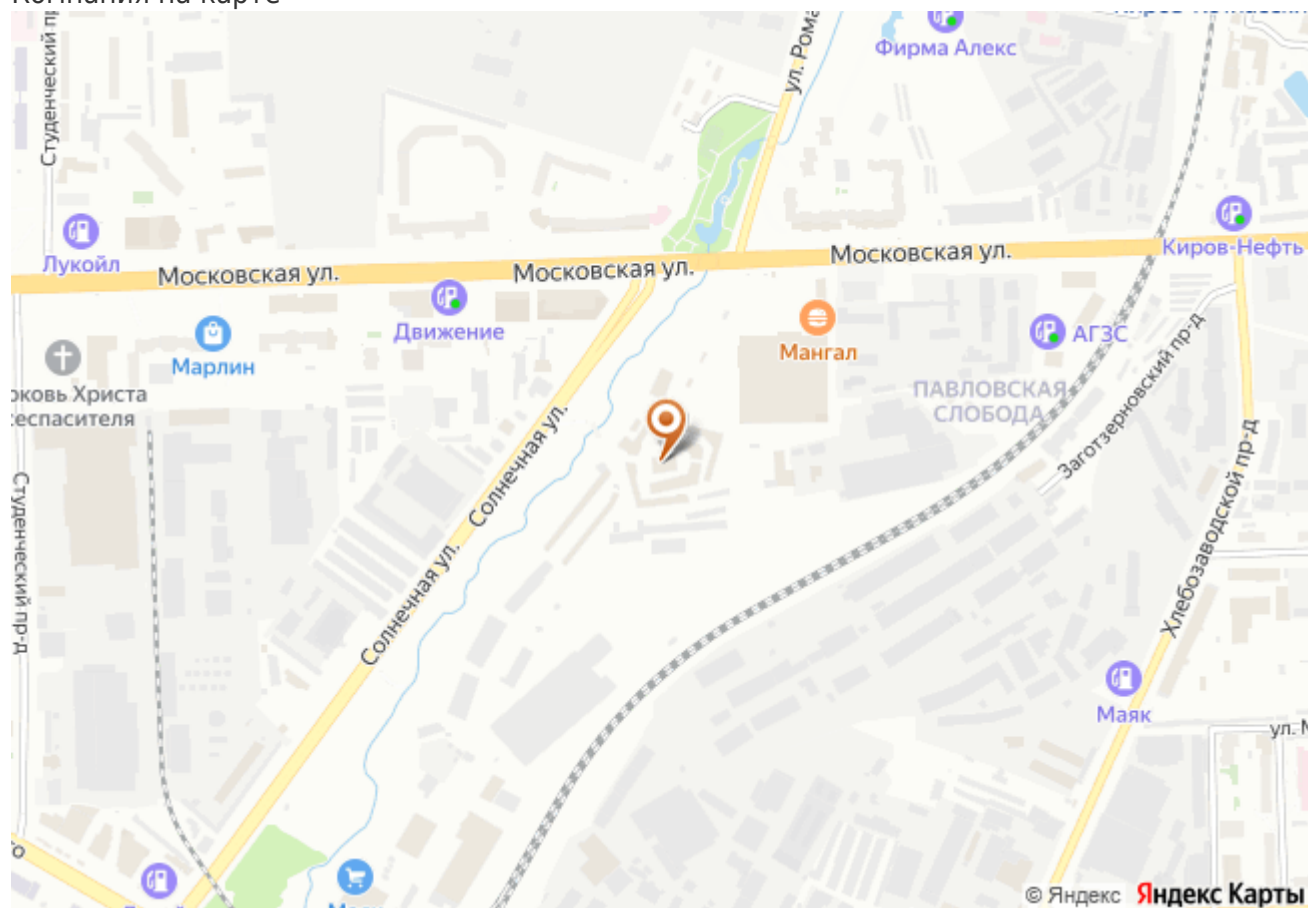 Фирма Алекс
Студенческий
ул. Рома
Лукойл
Московская ул.
Московская ул.
Московская ул.
Киров-Нефть
Движение
Марлин
Мангал
АГЗС
Христа
ПАВЛОВСКАЯ
СЛОБОДА
Заготзерновский пр-д
Солнечная ул.
Солнечная ул.
Студенческий пр-д
Хлебозаводской пр-д
Маяк
ул.
© Яндекс Яндекс Карты